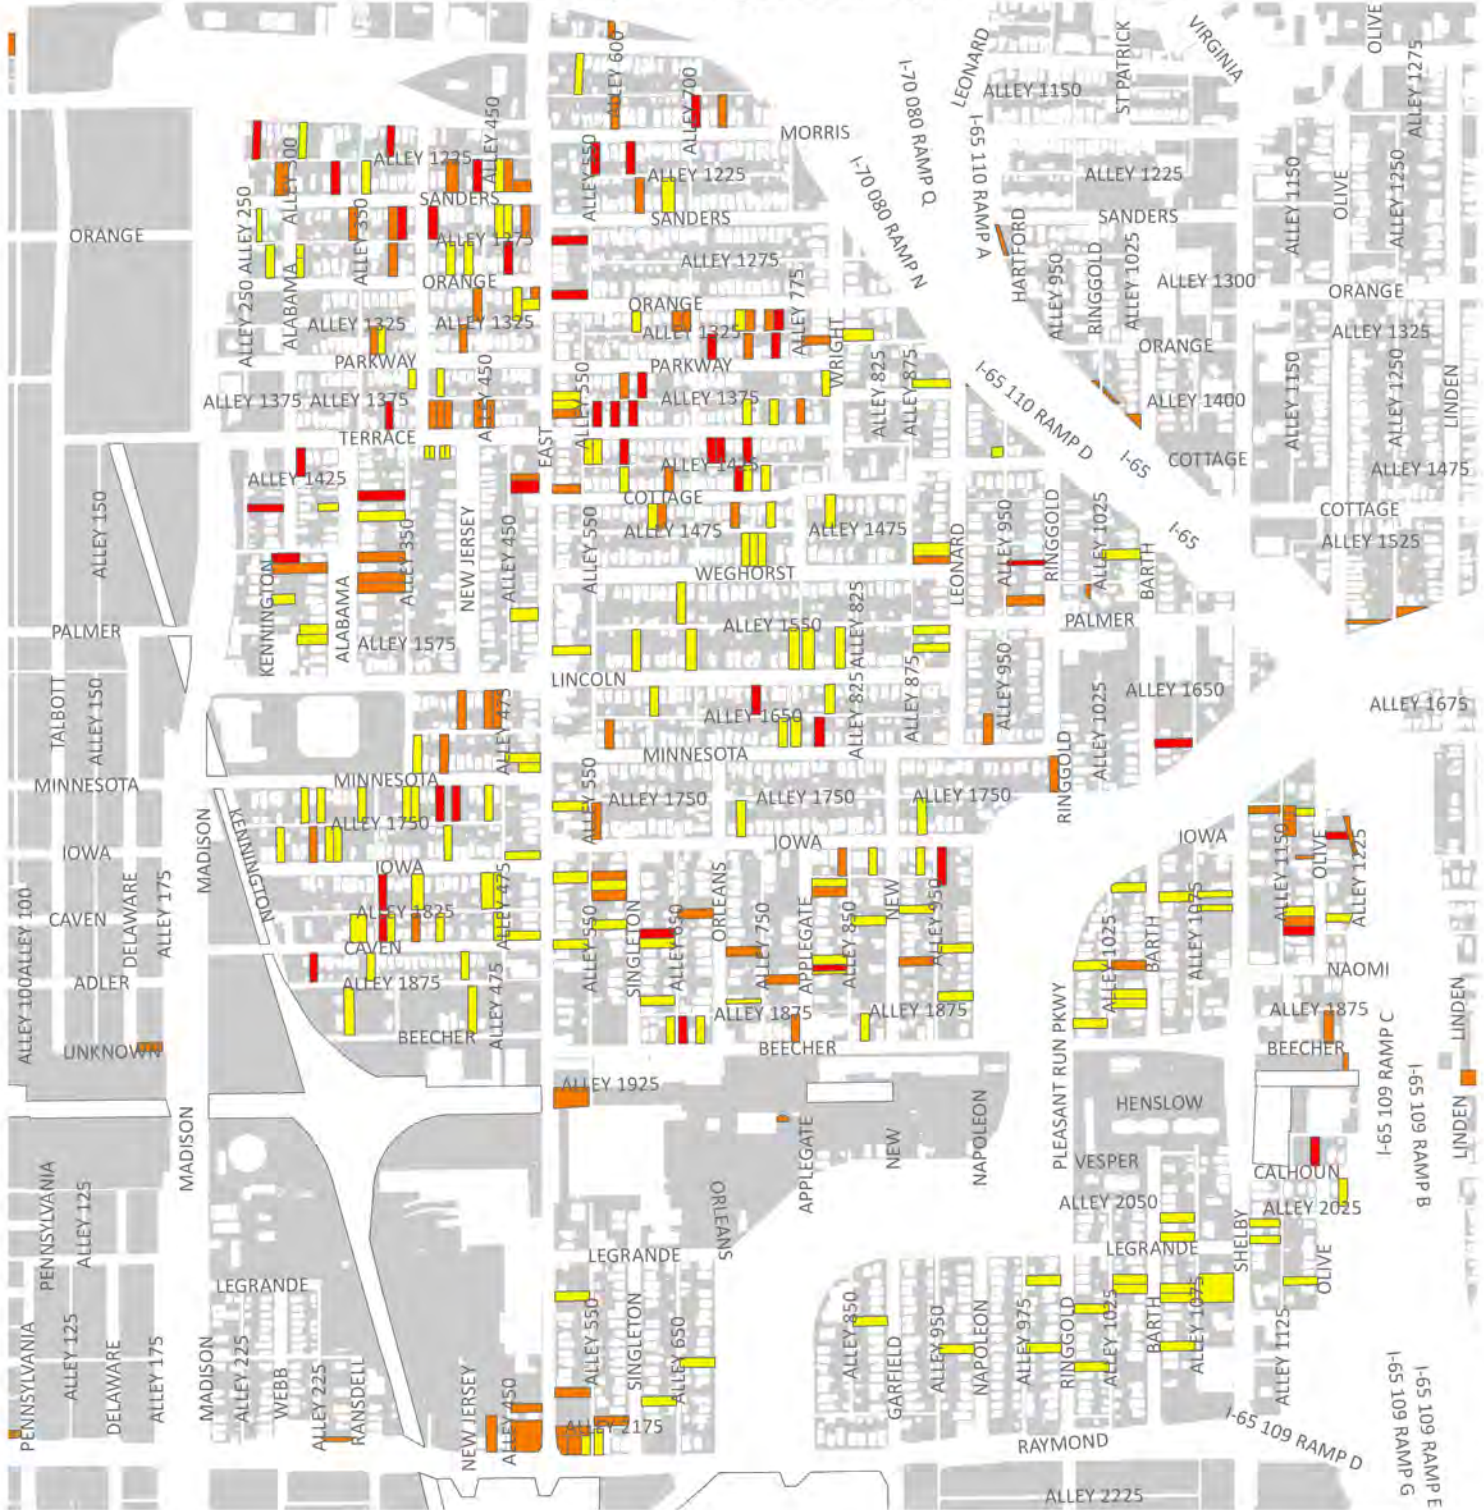 OLIVE
VIRGINIA
ST PATRICK
LEONARD
ALLEY 1275
ALLEY 600
ALLEY 700
I-70 080 RAMP Q
ALLEY 1150
ALLEY 450
MORRIS
I-65 110 RAMP A
ALLEY 300
ALLEY 1225
ALLEY 550
ALLEY 1225
I-70 080 RAMP N
ALLEY 1225
ALLEY 1150
OLIVE
ALLEY 1250
SANDERS
SANDERS
SANDERS
ORANGE
ALLEY 250
ALLEY 350
ALLEY 1275
ALLEY 1275
HARTFORD
ALLEY 950
RINGGOLD
ALLEY 1025
ALLEY 1300
ORANGE
ALABAMA
ORANGE
ORANGE
ALLEY 775
ALLEY 250
ALLEY 1325
ALLEY 1325
ALLEY 1325
ALLEY 1325
ORANGE
PARKWAY
PARKWAY
WRIGHT
ALLEY 825
ALLEY 875
I-65 110 RAMP D
ALLEY 1150
ALLEY 1250
LINDEN
ALLEY 1375
ALLEY 1375
ALLEY 450
ALLEY 550
ALLEY 1375
ALLEY 1400
TERRACE
EAST
I-65
COTTAGE
ALLEY 1475
ALLEY 1425
ALLEY 1425
COTTAGE
COTTAGE
ALLEY 150
ALLEY 350
NEW JERSEY
ALLEY 450
ALLEY 550
ALLEY 1475
ALLEY 1475
LEONARD
ALLEY 950
RINGGOLD
ALLEY 1025
BARTH
I-65
ALLEY 1525
WEGHORST
KENNINGTON
ALABAMA
PALMER
ALLEY 1575
ALLEY 1550
ALLEY 825
PALMER
LINCOLN
ALLEY 875
ALLEY 950
TALBOTT
ALLEY 150
ALLEY 475
ALLEY 1650
ALLEY 825
ALLEY 1025
ALLEY 1650
ALLEY 1675
MINNESOTA
MINNESOTA
MINNESOTA
ALLEY 550
RINGGOLD
ALLEY 1750
ALLEY 1750
ALLEY 1750
ALLEY 1750
KENNINGTON
MADISON
IOWA
IOWA
IOWA
IOWA
ALLEY 1150
OLIVE
ALLEY 1225
ALLEY 100
ALLEY 100
DELAWARE
ALLEY 175
CAVEN
ALLEY 1825
CAVEN
ALLEY 475
ALLEY 550
SINGLETON
ALLEY 650
ORLEANS
ALLEY 750
APPLEGATE
ALLEY 850
NEW
ALLEY 950
ALLEY 1025
BARTH
ALLEY 1075
NAOMI
ADLER
ALLEY 1875
ALLEY 475
ALLEY 1875
ALLEY 1875
ALLEY 1875
LINDEN
BEECHER
BEECHER
BEECHER
UNKNOWN
PLEASANT RUN PKWY
I-65 109 RAMP C
I-65 109 RAMP B
ALLEY 1925
HENSLOW
MADISON
APPLEGATE
NEW
NAPOLEON
LINDEN
VESPER
CALHOUN
PENNSYLVANIA
ALLEY 125
ORLEANS
ALLEY 2050
ALLEY 2025
LEGRANDE
LEGRANDE
SHELBY
OLIVE
LEGRANDE
PENNSYLVANIA
ALLEY 125
DELAWARE
ALLEY 175
MADISON
ALLEY 225
WEBB
ALLEY 225
RANSDELL
NEW JERSEY
ALLEY 450
ALLEY 550
SINGLETON
ALLEY 650
ALLEY 850
GARFIELD
ALLEY 950
NAPOLEON
ALLEY 975
RINGGOLD
ALLEY 1025
BARTH
ALLEY 1075
ALLEY 1125
ALLEY 2175
RAYMOND
I-65 109 RAMP D
I-65 109 RAMP G
I-65 109 RAMP E
ALLEY 2225